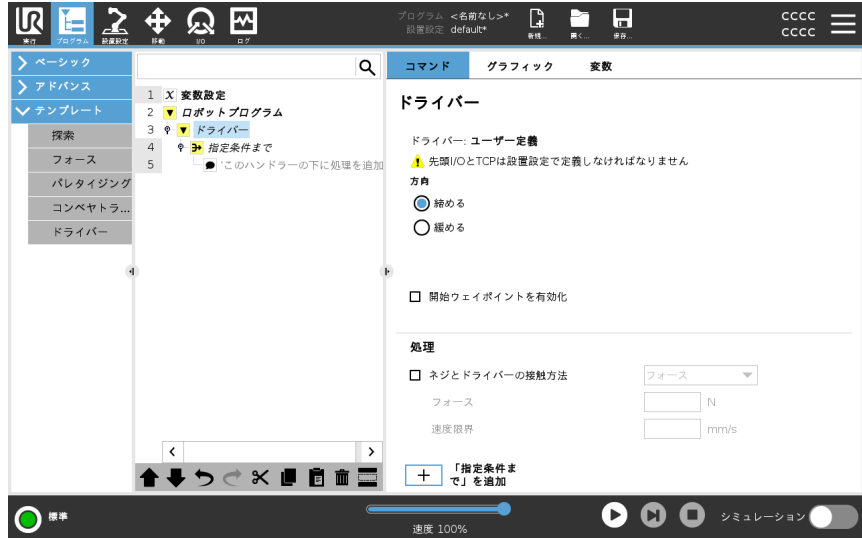 プログラム <名前なし>*
設置設定 default*
新規... 開く... 保存...
cccc
cccc
実行 プログラム 設置設定 移動 I/O ログ
ベーシック
アドバンス
テンプレート
探索
フォース
パレタイジング
コンベヤトラ...
ドライバー
1 X 変数設定
2 ロボットプログラム
3 ドライバー
4 指定条件まで
5 'このハンドラーの下に処理を追加
コマンド グラフィック 変数
ドライバー
ドライバー: ユーザー定義
先頭I/OとTCPは設置設定で定義しなければなりません
方向
締める
緩める
開始ウェイポイントを有効化
処理
ネジとドライバーの接触方法 フォース
フォース N
速度限界 mm/s
「指定条件ま
で」を追加
標準
速度 100%
シミュレーション